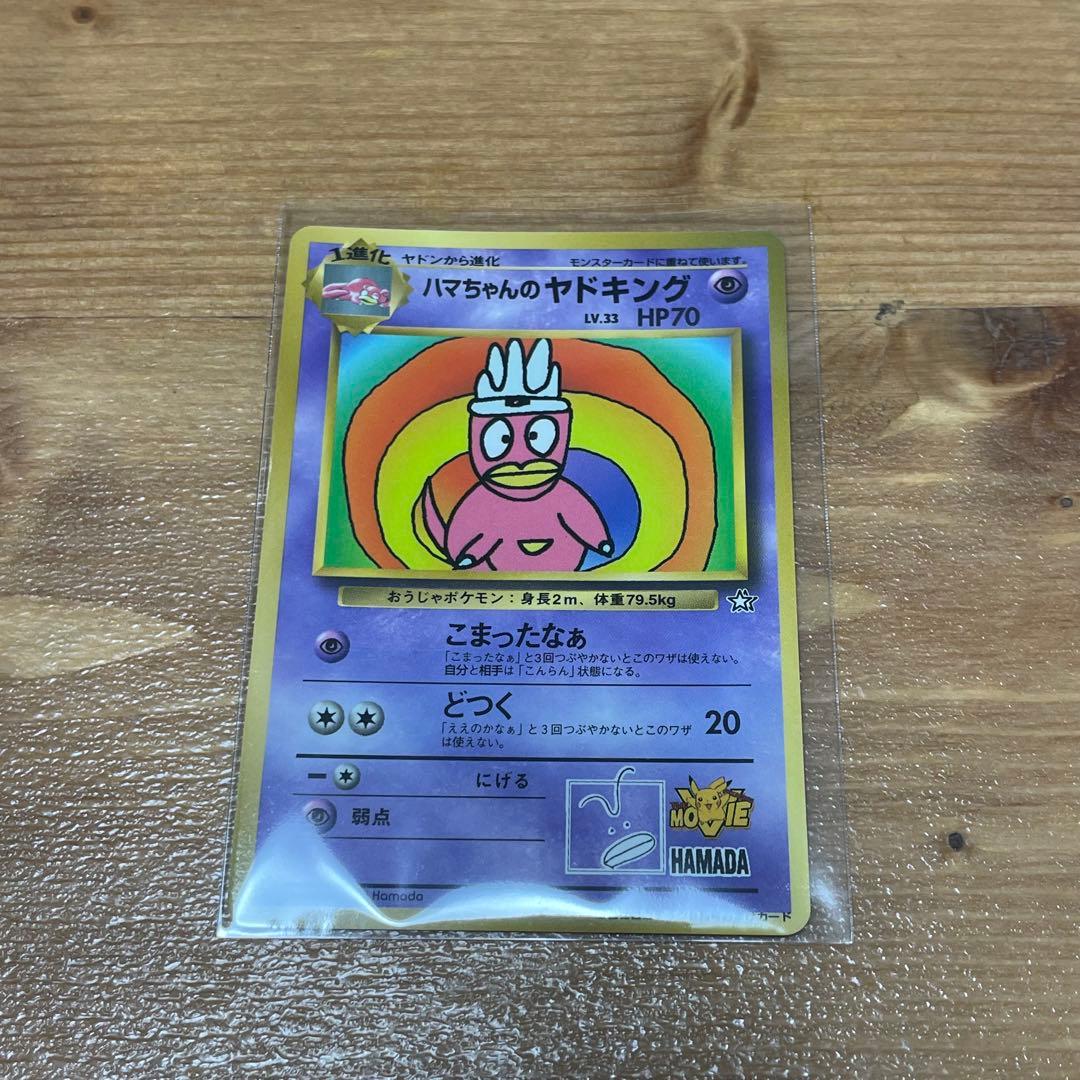 1進化
ヤドンから進化
モンスターカードに重ねて使います。
ハマちゃんのヤドキング
LV.33 HP70
おうじゃポケモン：身長2m、体重79.5kg
こまったなぁ
「こまったなぁ」と3回つぶやかないとこのワザは使えない。
自分と相手は「こんらん」状態になる。
どつく
20
「ええのかなぁ」と3回つぶやかないとこのワザ
は使えない。
にげる
弱点
MOVIE
HAMADA
Hamada
カード